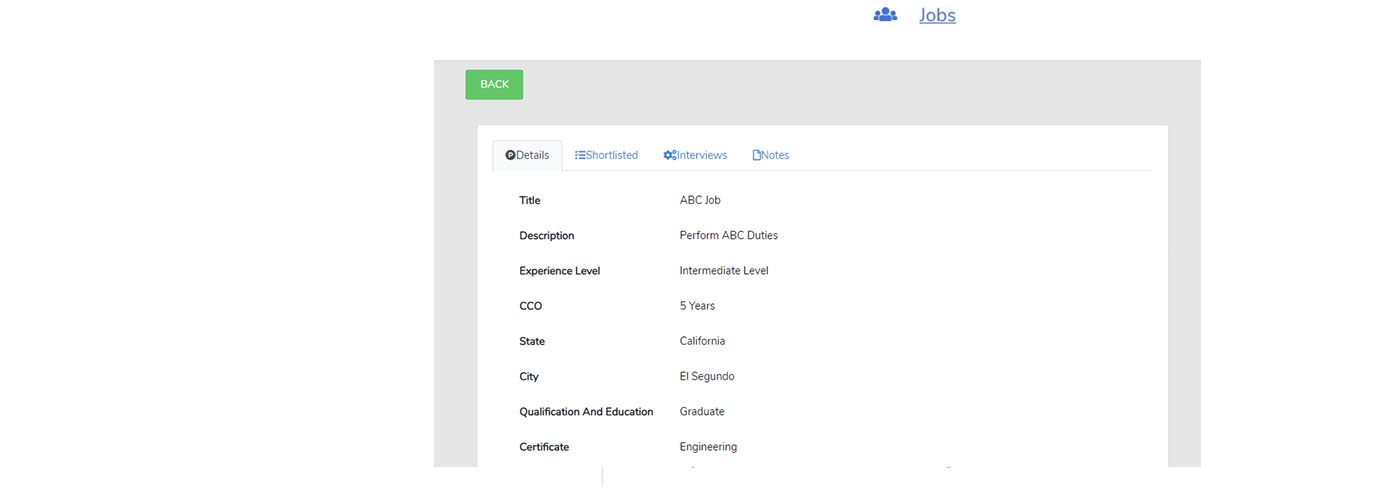 Jobs
BACK
Details Shortlisted Interviews Notes
Title ABC Job
Description Perform ABC Duties
Experience Level Intermediate Level
CCO 5 Years
State California
City El Segundo
Qualification And Education Graduate
Certificate Engineering